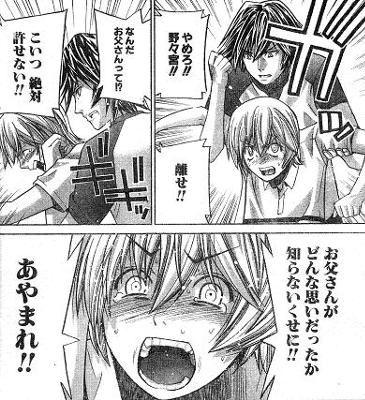 やめろ!!
野々宮!!
ガッ
離せ!!
なんだ
お父さんって!?
こいつ 絶対
許せない!!
ギッ
ギッ
お父さんが
どんな思いだったか
知らないくせに!!
あやまれ!!